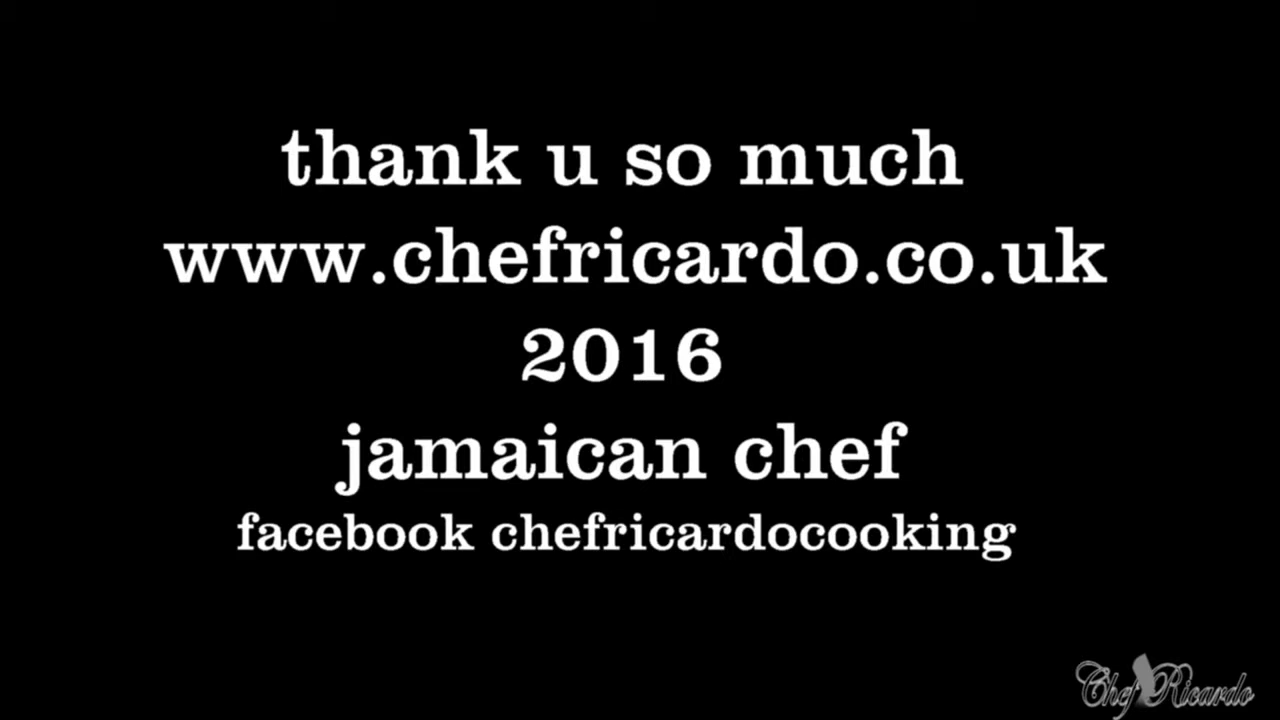 thank u so much
www.chefricardo.co.uk
2016
jamaican chef
facebook chefricardocooking
Chef Ricardo